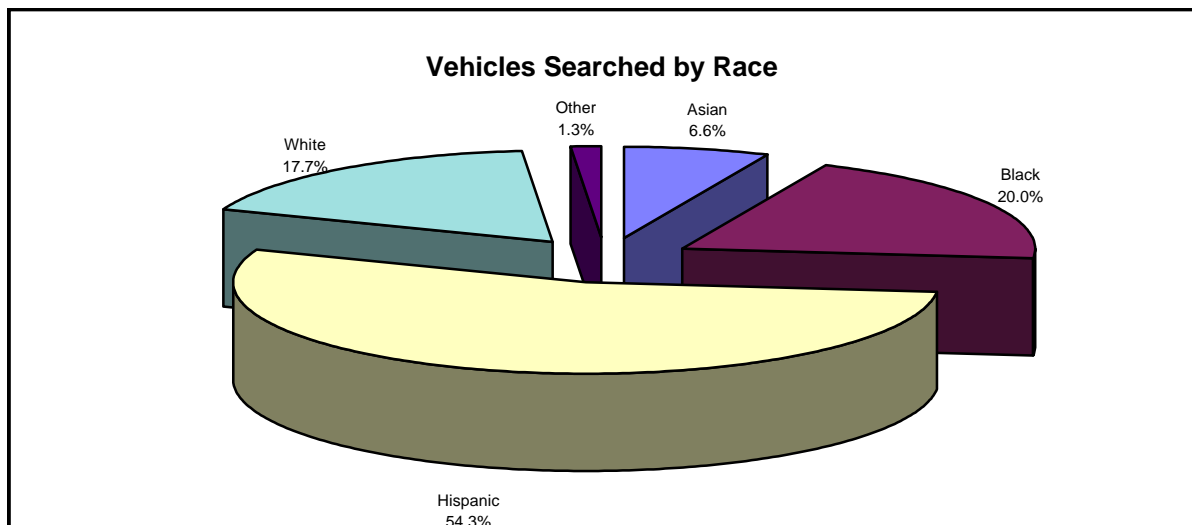 Vehicles Searched by Race
Other
1.3%
Asian
6.6%
White
17.7%
Black
20.0%
Hispanic
54.3%